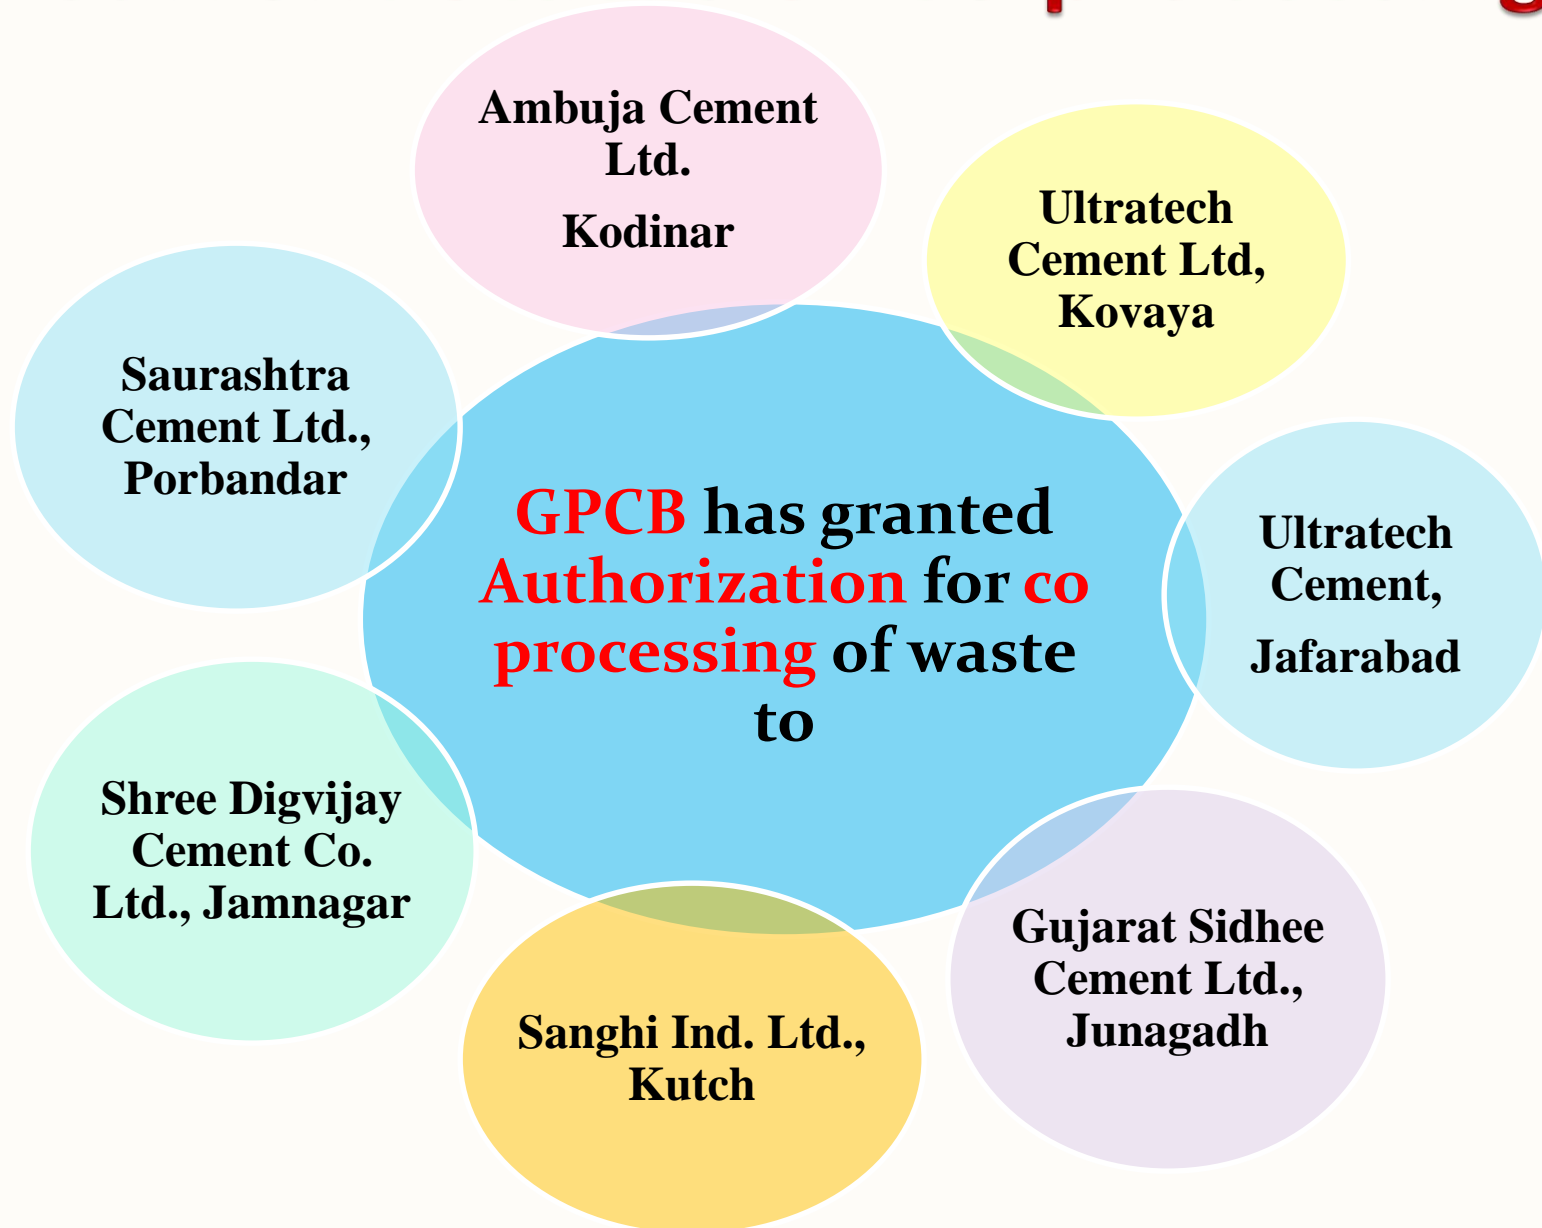 Ambuja Cement
Ltd.
Kodinar
Ultratech
Cement Ltd,
Kovaya
Saurashtra
Cement Ltd.,
Porbandar
GPCB has granted
Authorization for co
processing of waste
to
Ultratech
Cement,
Jafarabad
Shree Digvijay
Cement Co.
Ltd., Jamnagar
Gujarat Sidhee
Cement Ltd.,
Junagadh
Sanghi Ind. Ltd.,
Kutch